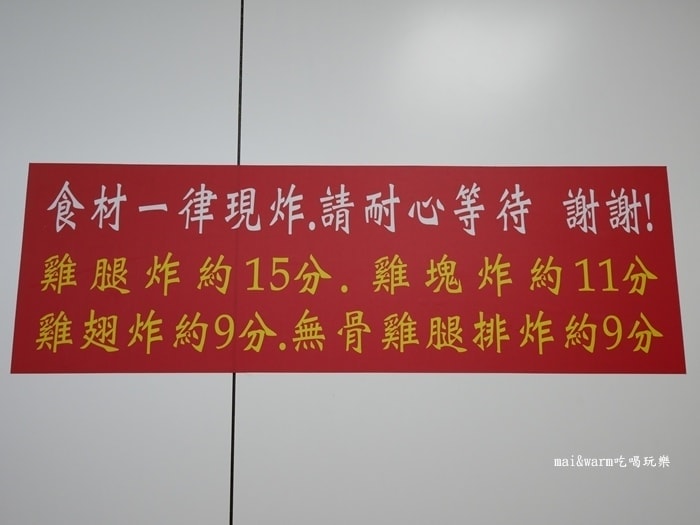 食材一律現炸.請耐心等待 謝謝!
雞腿炸約15分. 雞塊炸約11分
雞翅炸約9分.無骨雞腿排炸約9分
mai&warm吃喝玩樂